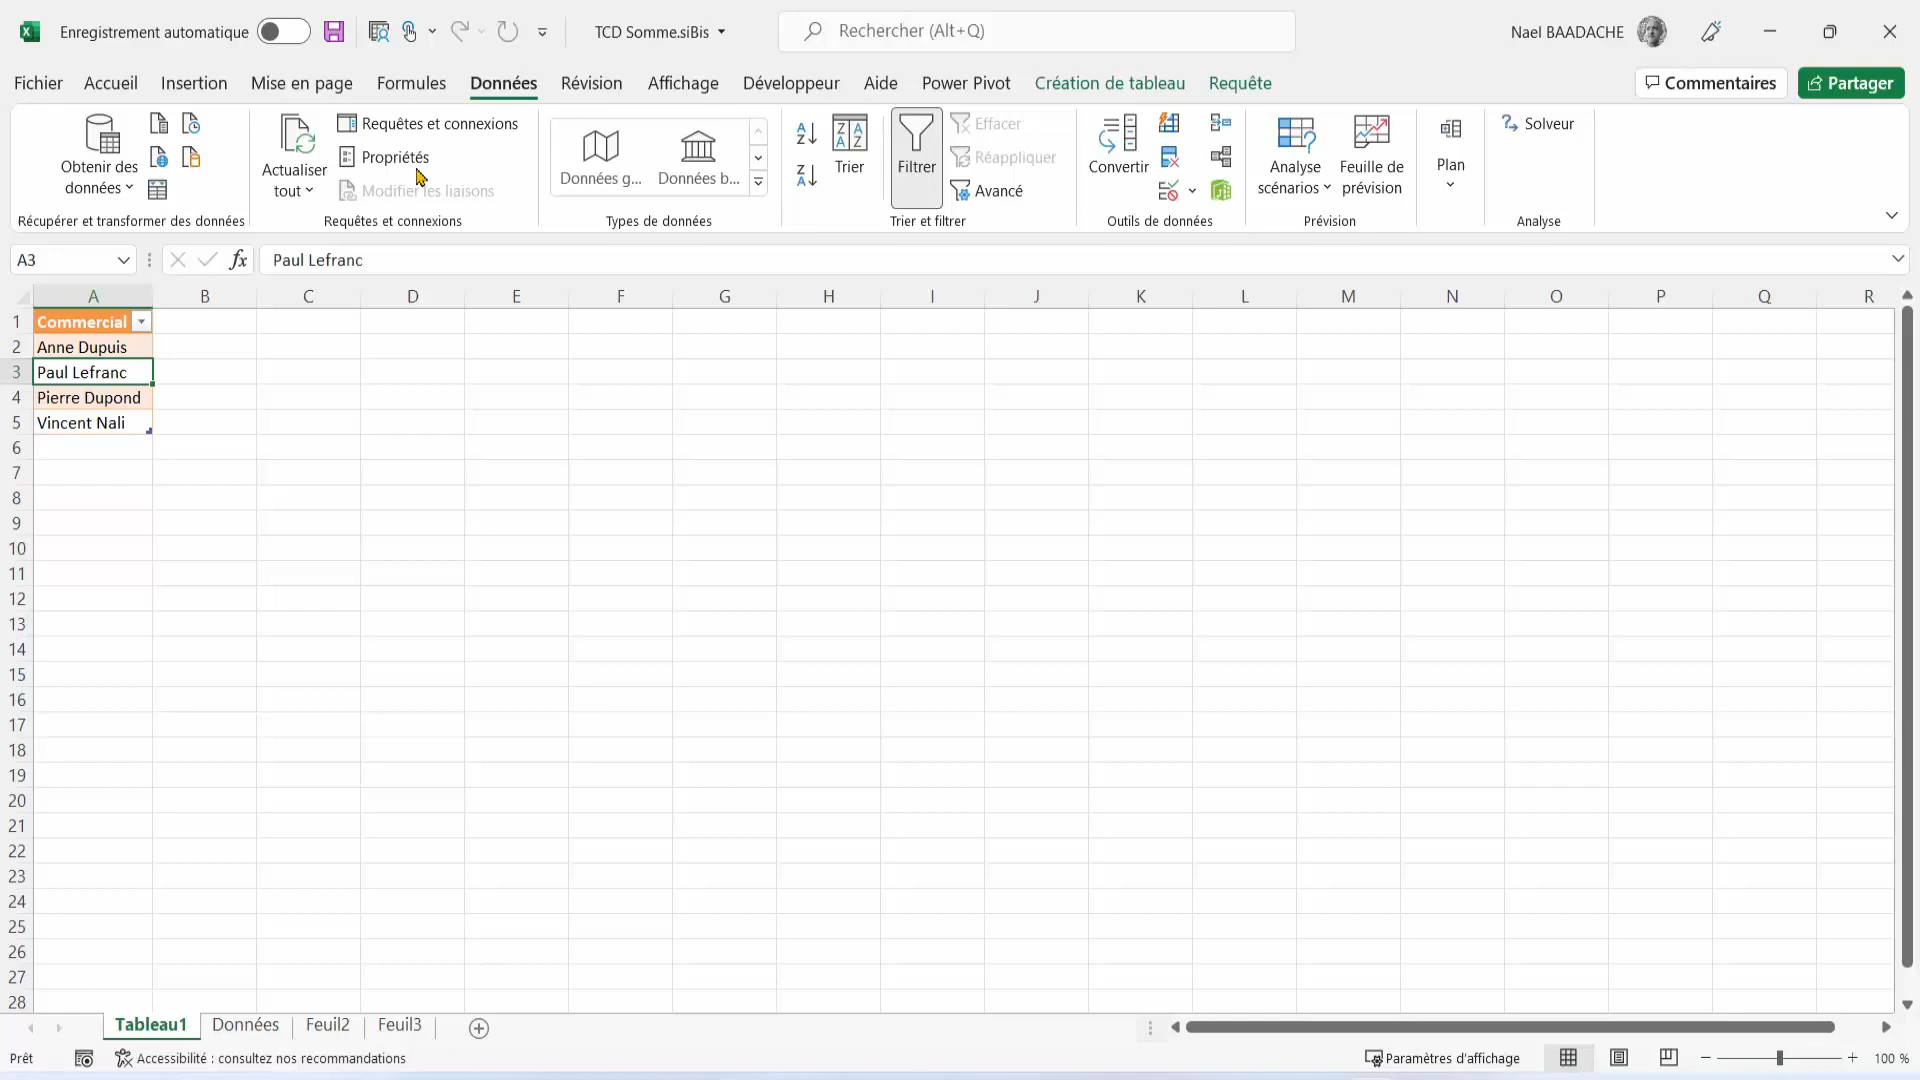 Enregistrement automatique
TCD Somme.siBis
Rechercher (Alt+Q)
Nael BAADACHE
Fichier Accueil Insertion Mise en page Formules Données Révision Affichage Développeur Aide Power Pivot Création de tableau Requête
Commentaires
Partager
Obtenir des
données
Récupérer et transformer des données
Actualiser
tout
Requêtes et connexions
Propriétés
Modifier les liaisons
Requêtes et connexions
Données g...
Données b...
Types de données
Trier
Filtrer
Effacer
Réappliquer
Avancé
Trier et filtrer
Convertir
Outils de données
Analyse
scénarios
Feuille de
prévision
Prévision
Plan
Solveur
Analyse
A3
fx
Paul Lefranc
A B C D E F G H I J K L M N O P Q R
1 Commercial
2 Anne Dupuis
3 Paul Lefranc
4 Pierre Dupond
5 Vincent Nali
6
7
8
9
10
11
12
13
14
15
16
17
18
19
20
21
22
23
24
25
26
27
28
Tableau1 Données Feuil2 Feuil3
Prêt
Accessibilité : consultez nos recommandations
Paramètres d'affichage
100 %